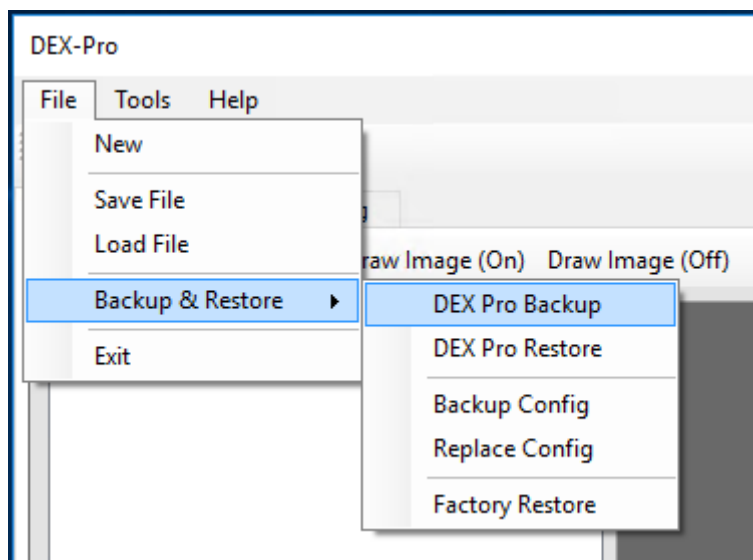 DEX-Pro
File Tools Help
New
Save File
Load File
raw Image (On) Draw Image (Off)
Backup & Restore
DEX Pro Backup
DEX Pro Restore
Exit
Backup Config
Replace Config
Factory Restore